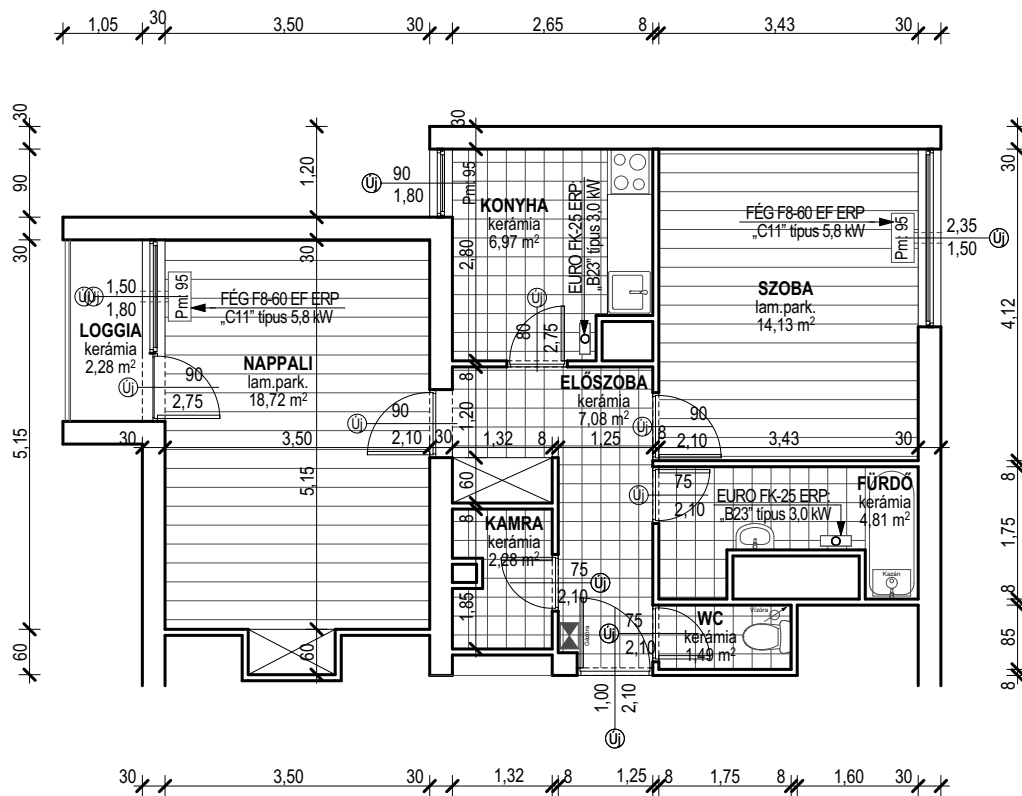 1,05 30 3,50 30 2,65 8 3,43 30
30
90
30
5,15
60
30
1,20
30
90
1,80
Új
Pm: 95
KONYHA
kerámia
6,97 m²
2,80
EURO FK-25 ERP:
„B23” típus 3,0 kW
Új
80
2,75
FÉG F8-60 EF ERP
„C11” típus 5,8 kW
Pm: 95
2,35
1,50
Új
SZOBA
lam.park.
14,13 m²
30
4,12
8
1,75
8
85
8
30
1,50
1,80
Új
Pm: 95
FÉG F8-60 EF ERP
„C11” típus 5,8 kW
LOGGIA
kerámia
2,28 m²
NAPPALI
lam.park.
18,72 m²
Új
90
2,75
8
ELŐSZOBA
kerámia
7,08 m²
Új
90
2,10
1,20
Új
90
2,10
30 3,50 30 1,32 8 1,25 8 3,43 30
5,15
60
8
KAMRA
kerámia
2,28 m²
1,85
75
2,10
Új
Új
75
2,10
EURO FK-25 ERP:
„B23” típus 3,0 kW
FÜRDŐ
kerámia
4,81 m²
Kazán
Gázóra
Új
75
2,10
WC
kerámia
1,49 m²
Vízóra
60
1,00
2,10
Új
30 3,50 30 1,32 8 1,25 8 1,75 8 1,60 30